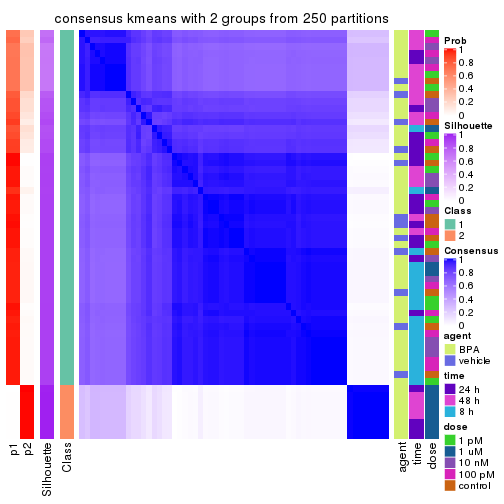 consensus kmeans with 2 groups from 250 partitions
Prob
1
0.8
0.6
0.4
0.2
0
Silhouette
1
0.8
0.6
0.4
0.2
0
Class
1
2
Consensus
1
0.8
0.6
0.4
0.2
0
agent
BPA
vehicle
time
24 h
48 h
8 h
dose
1 pM
1 uM
10 nM
100 pM
control
p1
p2
Silhouette
Class
agent
time
dose